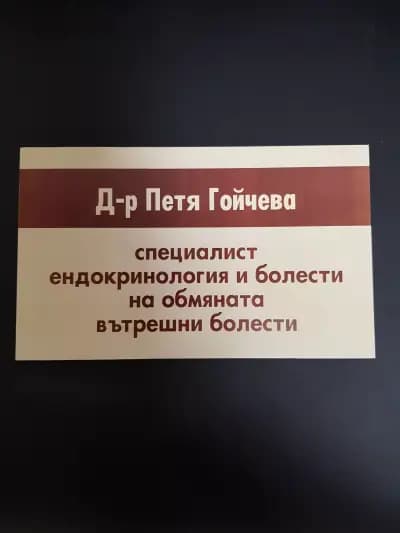 Д-р Петя Гойчева
специалист
ендокринология и болести
на обмяната
вътрешни болести